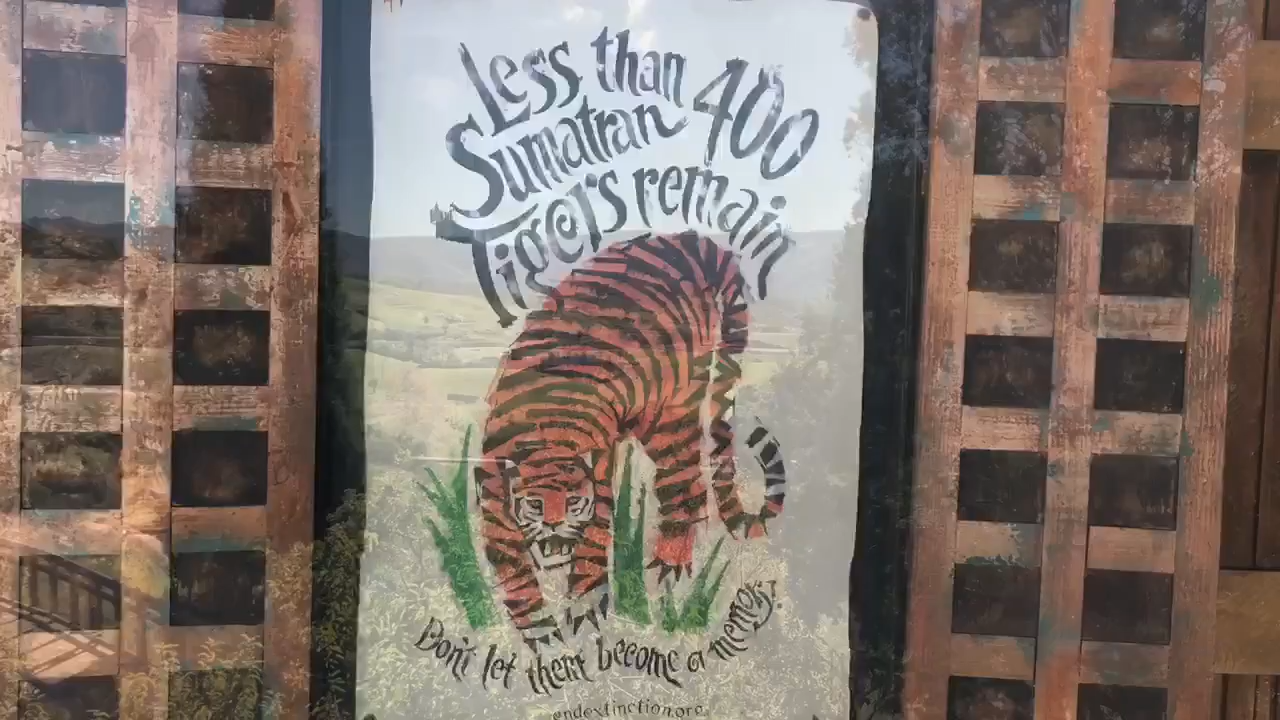 Less than 400
Sumatran
Tigers remain
Don't let them become a memory!
endextinction.org